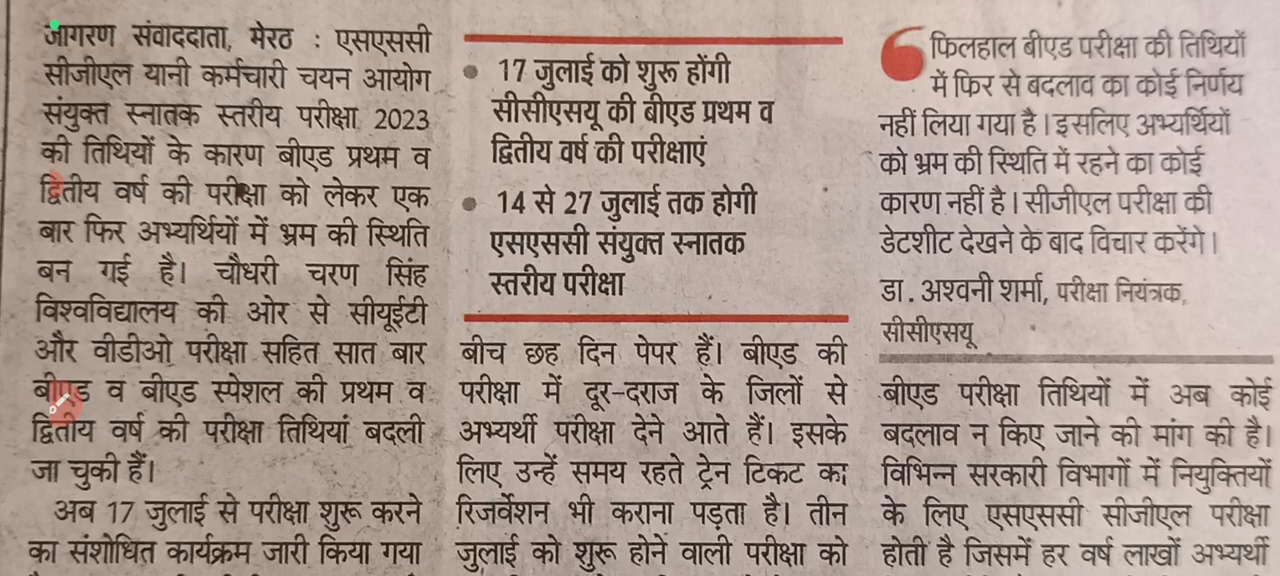 जागरण संवाददाता, मेरठ : एसएससी
सीजीएल यानी कर्मचारी चयन आयोग
संयुक्त स्नातक स्तरीय परीक्षा 2023
की तिथियों के कारण बीएड प्रथम व
द्वितीय वर्ष की परीक्षा को लेकर एक
बार फिर अभ्यर्थियों में भ्रम की स्थिति
बन गई है। चौधरी चरण सिंह
विश्वविद्यालय की ओर से सीयूईटी
और वीडीओ परीक्षा सहित सात बार
बीएड व बीएड स्पेशल की प्रथम व
द्वितीय वर्ष की परीक्षा तिथियां बदली
जा चुकी हैं।
अब 17 जुलाई से परीक्षा शुरू करने
का संशोधित कार्यक्रम जारी किया गया
• 17 जुलाई को शुरू होंगी
सीसीएसयू की बीएड प्रथम व
द्वितीय वर्ष की परीक्षाएं
• 14 से 27 जुलाई तक होगी
एसएससी संयुक्त स्नातक
स्तरीय परीक्षा
बीच छह दिन पेपर हैं। बीएड की
परीक्षा में दूर-दराज के जिलों से
अभ्यर्थी परीक्षा देने आते हैं। इसके
लिए उन्हें समय रहते ट्रेन टिकट का
रिजर्वेशन भी कराना पड़ता है। तीन
जुलाई को शुरू होने वाली परीक्षा को
फिलहाल बीएड परीक्षा की तिथियों
में फिर से बदलाव का कोई निर्णय
नहीं लिया गया है। इसलिए अभ्यर्थियों
को भ्रम की स्थिति में रहने का कोई
कारण नहीं है। सीजीएल परीक्षा की
डेटशीट देखने के बाद विचार करेंगे।
डा. अश्वनी शर्मा, परीक्षा नियंत्रक,
सीसीएसयू
बीएड परीक्षा तिथियों में अब कोई
बदलाव न किए जाने की मांग की है।
विभिन्न सरकारी विभागों में नियुक्तियों
के लिए एसएससी सीजीएल परीक्षा
होती है जिसमें हर वर्ष लाखों अभ्यर्थी